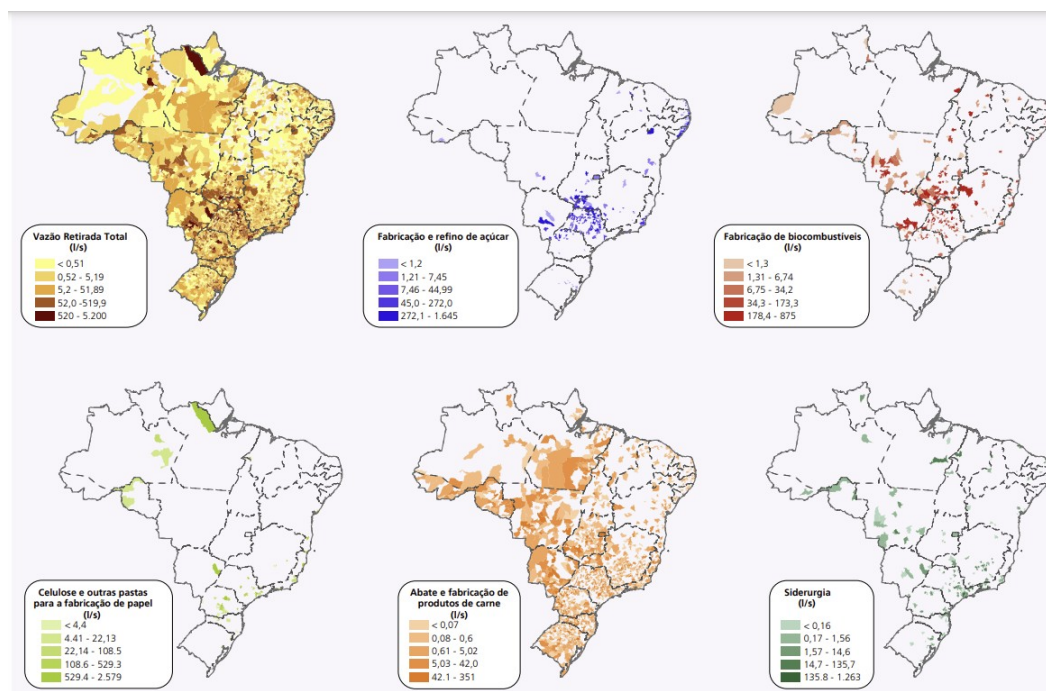 Vazão Retirada Total
(l/s)
< 0,51
0,52 - 5,19
5,2 - 51,89
52,0 -519,9
520 - 5.200
Fabricação e refino de açúcar
(l/s)
< 1,2
1,21 - 7,45
7,46 - 44,99
45,0 - 272,0
272,1 - 1.645
Fabricação de biocombustíveis
(l/s)
< 1,3
1,31 - 6,74
6,75 - 34,2
34,3 - 173,3
178,4 - 875
Celulose e outras pastas
para a fabricação de papel
(l/s)
< 4,4
4.41 - 22,13
22,14 - 108.5
108.6 - 529.3
529.4 - 2.579
Abate e fabricação de
produtos de carne
(l/s)
< 0,07
0,08 - 0,6
0,61 - 5,02
5,03 - 42,0
42.1 - 351
Siderurgia
(l/s)
< 0,16
0,17 - 1,56
1,57 - 14,6
14,7 - 135,7
135.8 - 1.263